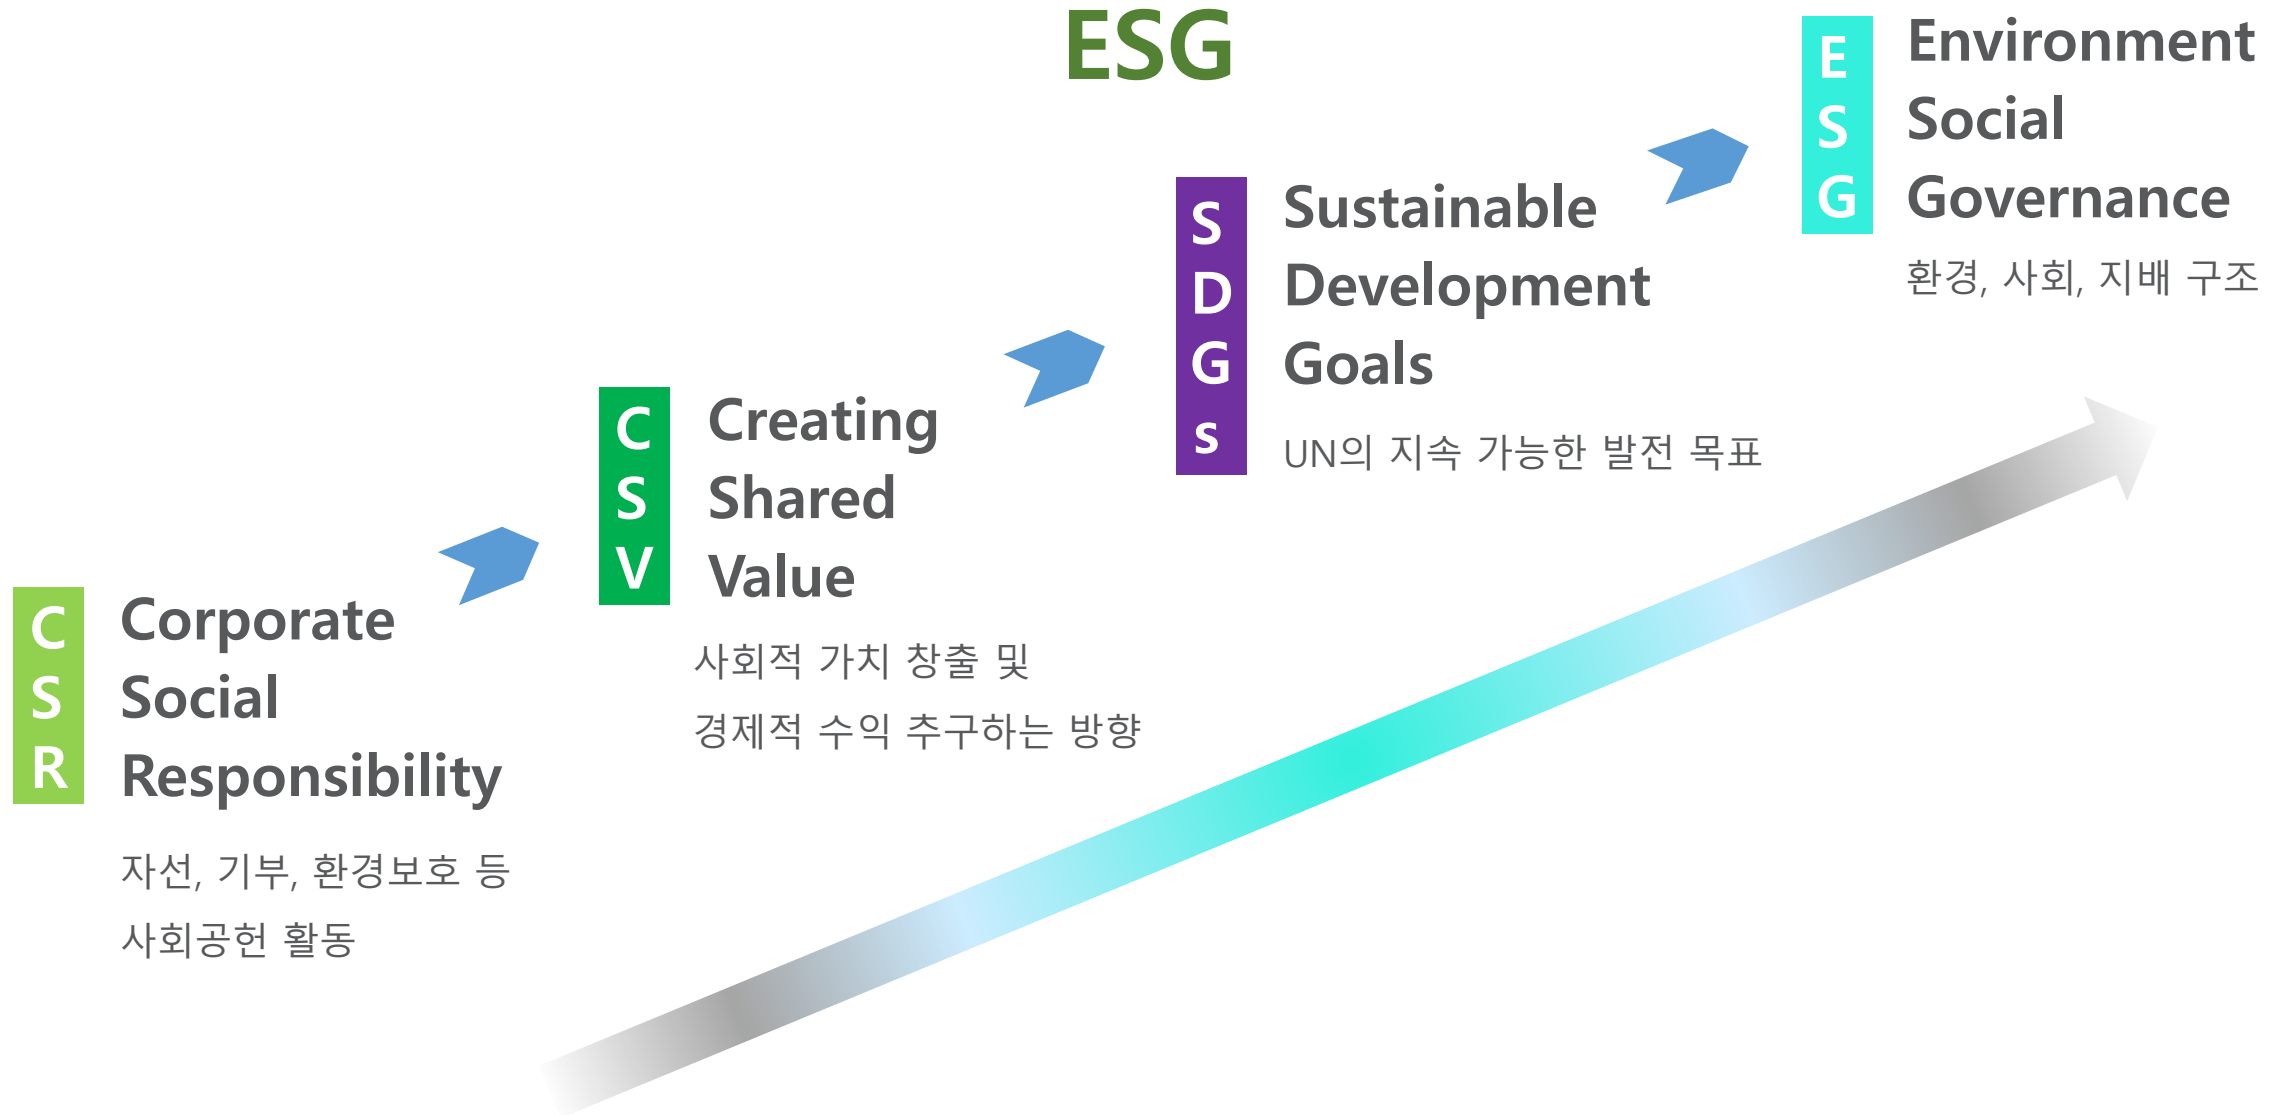 ESG
C
S
R
Corporate
Social
Responsibility
자선, 기부, 환경보호 등
사회공헌 활동
C
S
V
Creating
Shared
Value
사회적 가치 창출 및
경제적 수익 추구하는 방향
S
D
G
s
Sustainable
Development
Goals
UN의 지속 가능한 발전 목표
E
S
G
Environment
Social
Governance
환경, 사회, 지배 구조